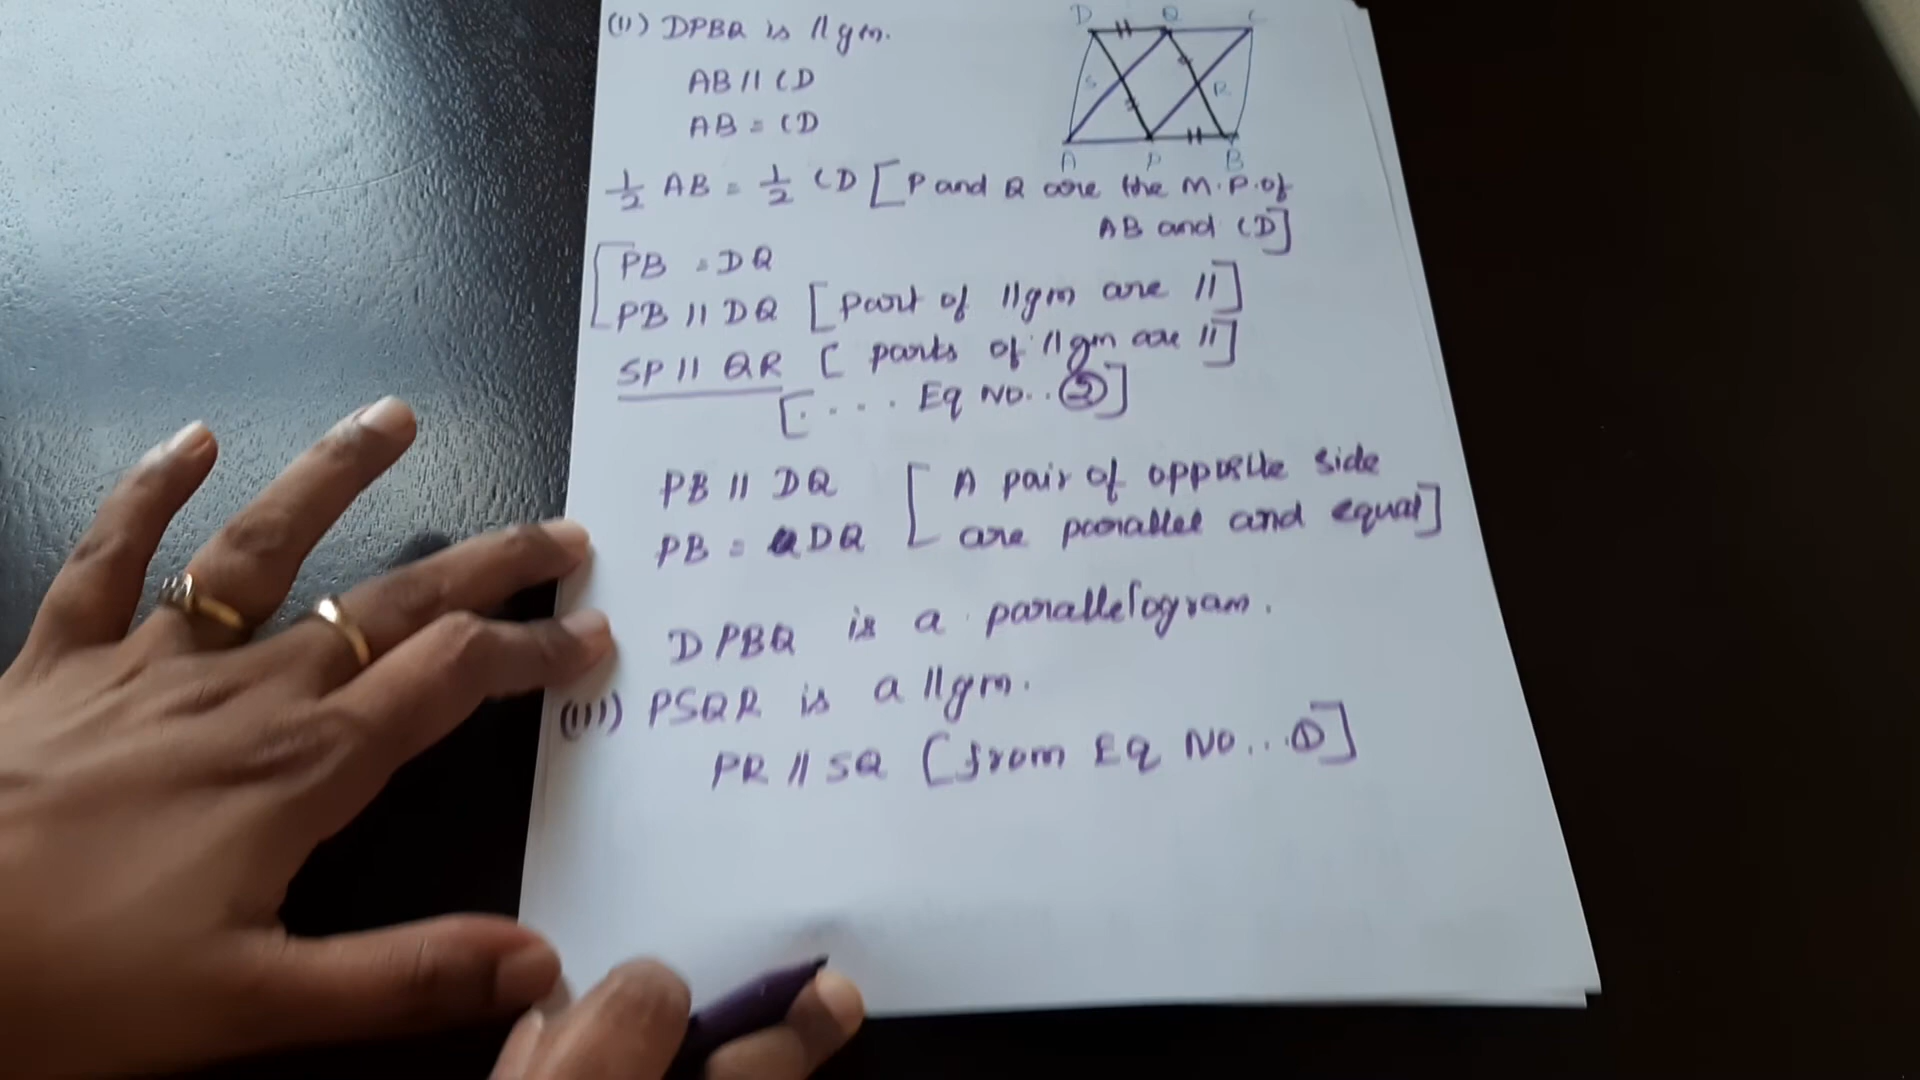 (ii) DPBQ is ||gm.
AB || CD
AB = CD
1/2 AB = 1/2 CD [P and Q are the M.P. of
AB and CD]
PB = DQ
PB || DQ [part of ||gm are ||]
SP || QR [ parts of ||gm are ||]
[. . . . Eq No.. ②]
PB || DQ [ A pair of opposite side
PB = DQ are parallel and equal]
DPBQ is a parallelogram.
(iii) PSQR is a ||gm.
PR || SQ [from Eq No...①]
D Q C
S R
A P B